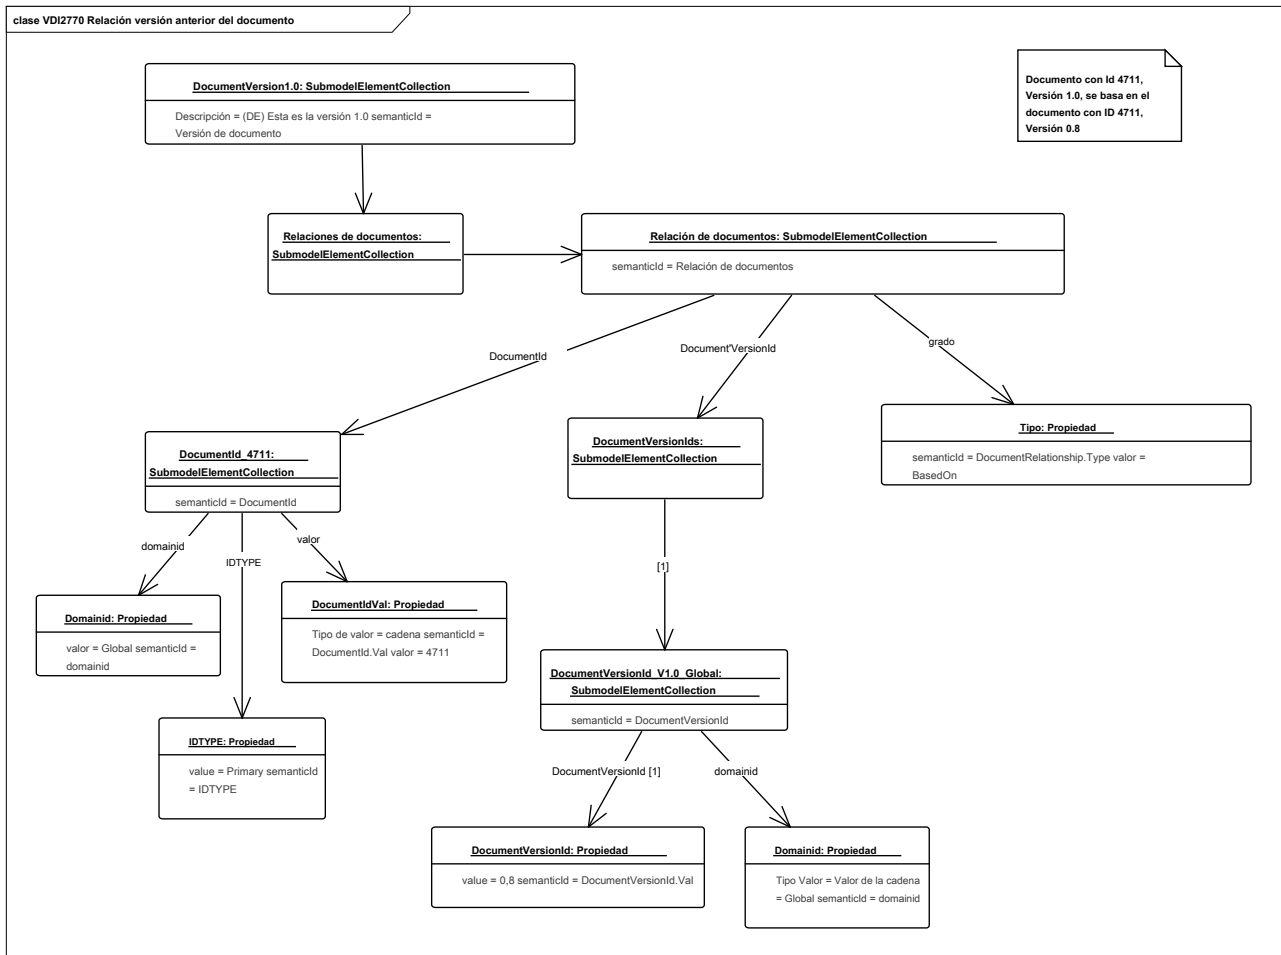 clase VDI2770 Relación versión anterior del documento
DocumentVersion1.0: SubmodelElementCollection
Descripción = (DE) Esta es la versión 1.0 semanticId =
Versión de documento
Documento con Id 4711,
Versión 1.0, se basa en el
documento con ID 4711,
Versión 0.8
Relaciones de documentos:
SubmodelElementCollection
Relación de documentos: SubmodelElementCollection
semanticId = Relación de documentos
DocumentId
Document'VersionId
grado
DocumentId_4711:
SubmodelElementCollection
semanticId = DocumentId
DocumentVersionIds:
SubmodelElementCollection
Tipo: Propiedad
semanticId = DocumentRelationship.Type valor =
BasedOn
domainid
IDTYPE
valor
[1]
Domainid: Propiedad
valor = Global semanticId =
domainid
DocumentIdVal: Propiedad
Tipo de valor = cadena semanticId =
DocumentId.Val valor = 4711
DocumentVersionId_V1.0_Global:
SubmodelElementCollection
semanticId = DocumentVersionId
IDTYPE: Propiedad
value = Primary semanticId
= IDTYPE
DocumentVersionId [1]
domainid
DocumentVersionId: Propiedad
value = 0,8 semanticId = DocumentVersionId.Val
Domainid: Propiedad
Tipo Valor = Valor de la cadena
= Global semanticId = domainid